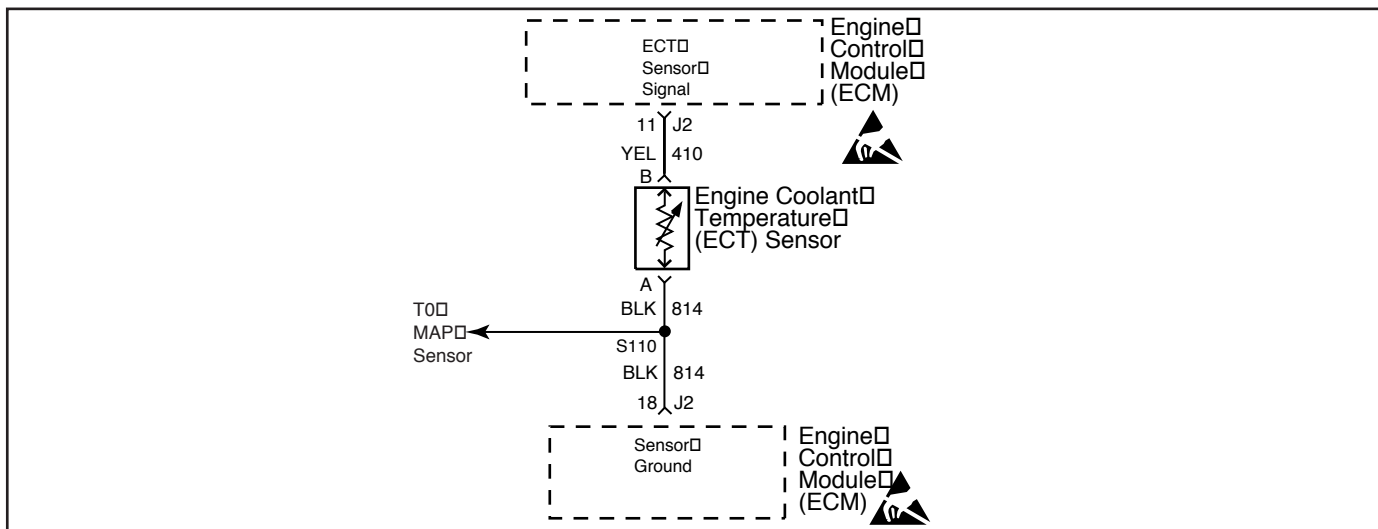 ECT□
Sensor□
Signal
Engine□
Control□
Module□
(ECM)
11 J2
YEL 410
B
Engine Coolant□
Temperature□
(ECT) Sensor
A
BLK 814
T0□
MAP□
Sensor
S110
BLK 814
18 J2
Sensor□
Ground
Engine□
Control□
Module□
(ECM)